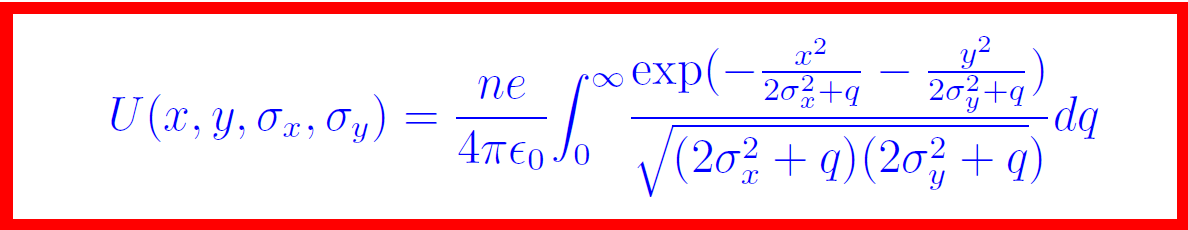 U(x, y, σ_x, σ_y) = \frac{ne}{4πϵ_0} ∫_0^∞ \frac{\exp(-\frac{x^2}{2σ_x^2+q} - \frac{y^2}{2σ_y^2+q})}{\sqrt{(2σ_x^2 + q)(2σ_y^2 + q)}} dq